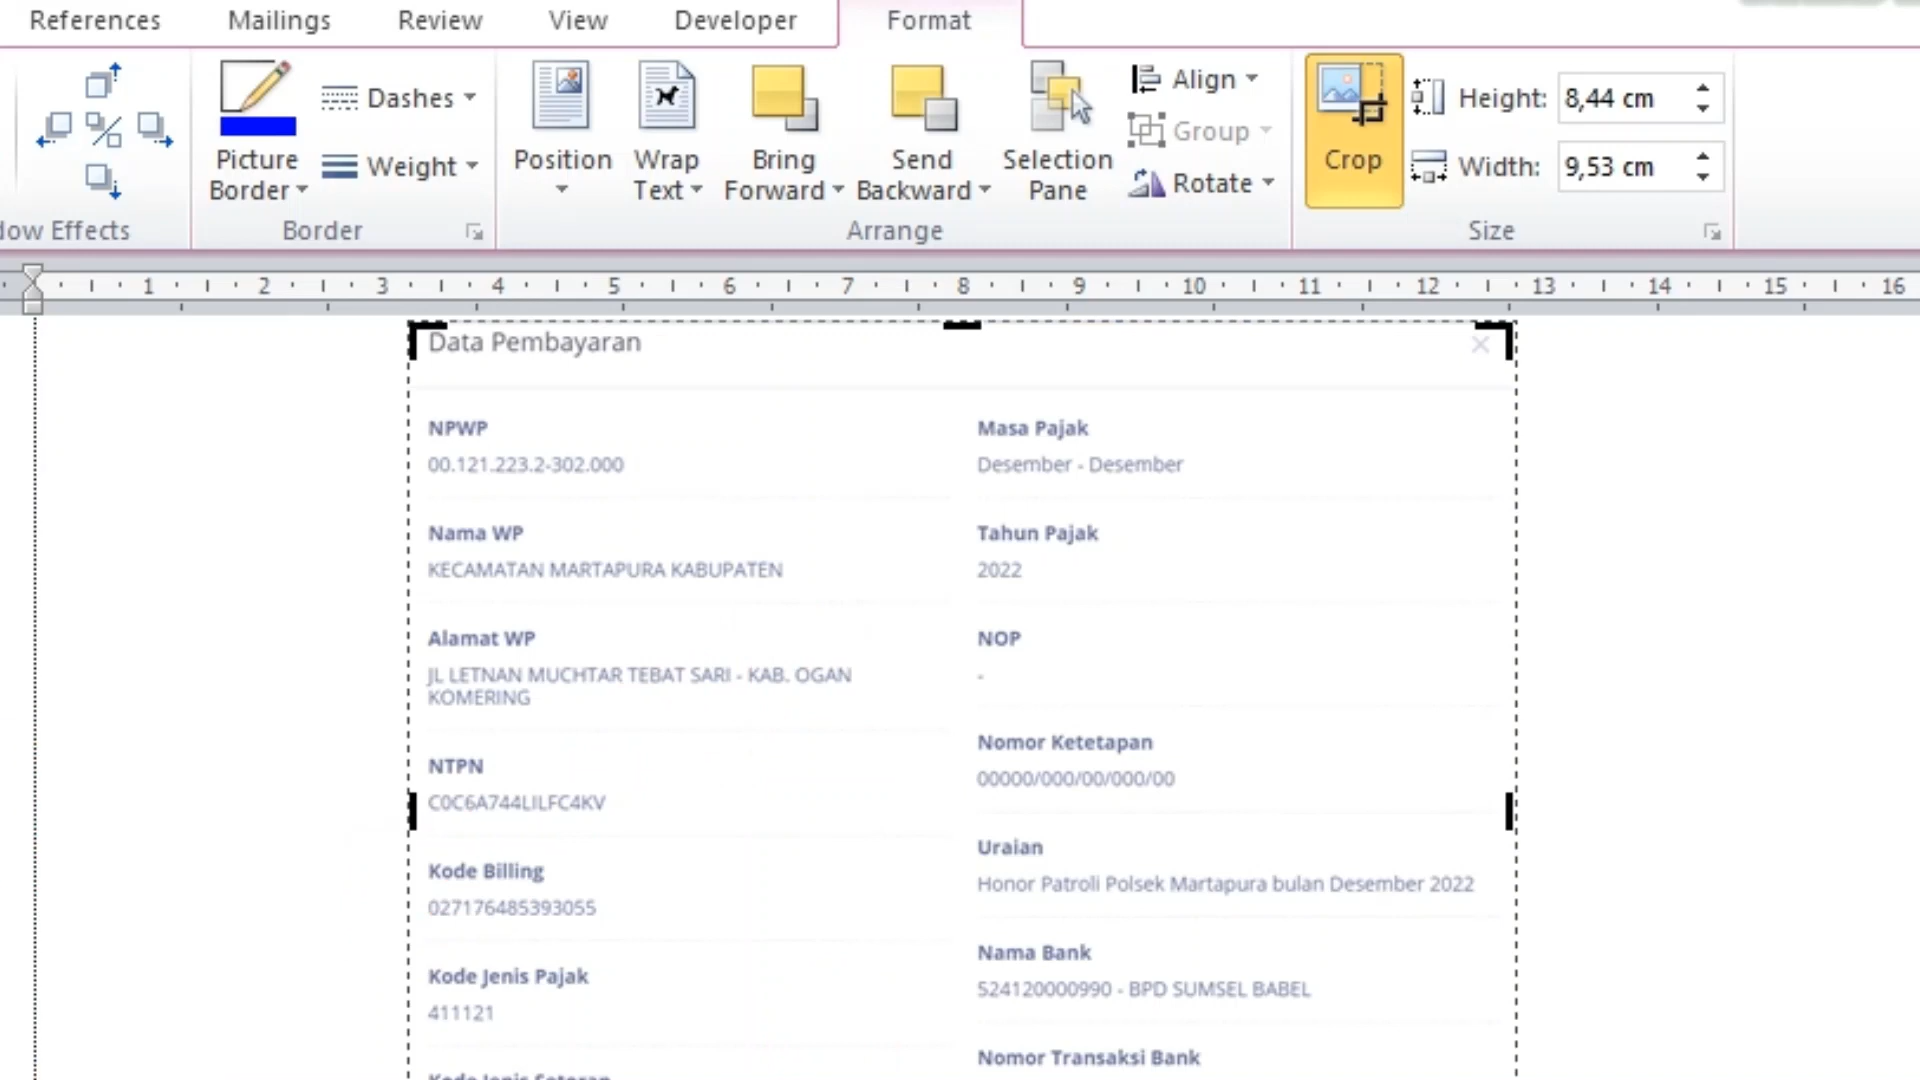 References Mailings Review View Developer Format
Dashes
Weight
Picture
Border
Position
Wrap
Text
Bring
Forward
Send
Backward
Selection
Pane
Align
Group
Rotate
Crop
Height: 8,44 cm
Width: 9,53 cm
Effects Border Arrange Size
1 2 3 4 5 6 7 8 9 10 11 12 13 14 15 16
Data Pembayaran
NPWP
00.121.223.2-302.000
Nama WP
KECAMATAN MARTAPURA KABUPATEN
Alamat WP
JL LETNAN MUCHTAR TEBAT SARI - KAB. OGAN
KOMERING
NTPN
C0C6A744LILFC4KV
Kode Billing
027176485393055
Kode Jenis Pajak
411121
Kode Jenis Setoran
Masa Pajak
Desember - Desember
Tahun Pajak
2022
NOP
-
Nomor Ketetapan
00000/000/00/000/00
Uraian
Honor Patroli Polsek Martapura bulan Desember 2022
Nama Bank
524120000990 - BPD SUMSEL BABEL
Nomor Transaksi Bank